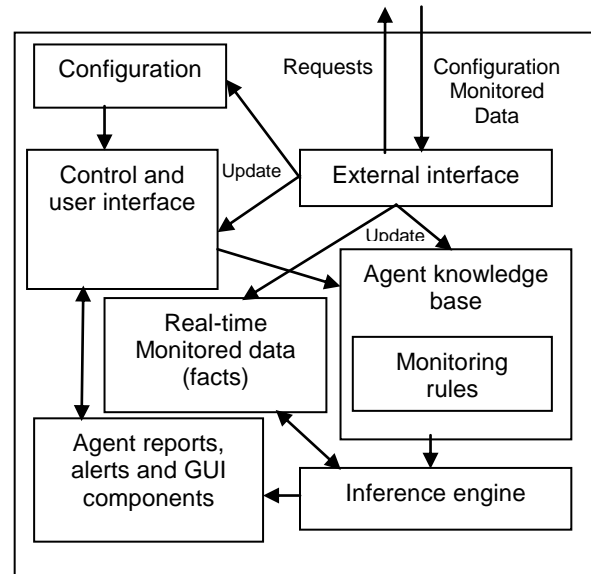 Configuration
Requests
Configuration
Monitored
Data
Control and
user interface
Update
External interface
Update
Agent knowledge
base
Real-time
Monitored data
(facts)
Monitoring
rules
Agent reports,
alerts and GUI
components
Inference engine